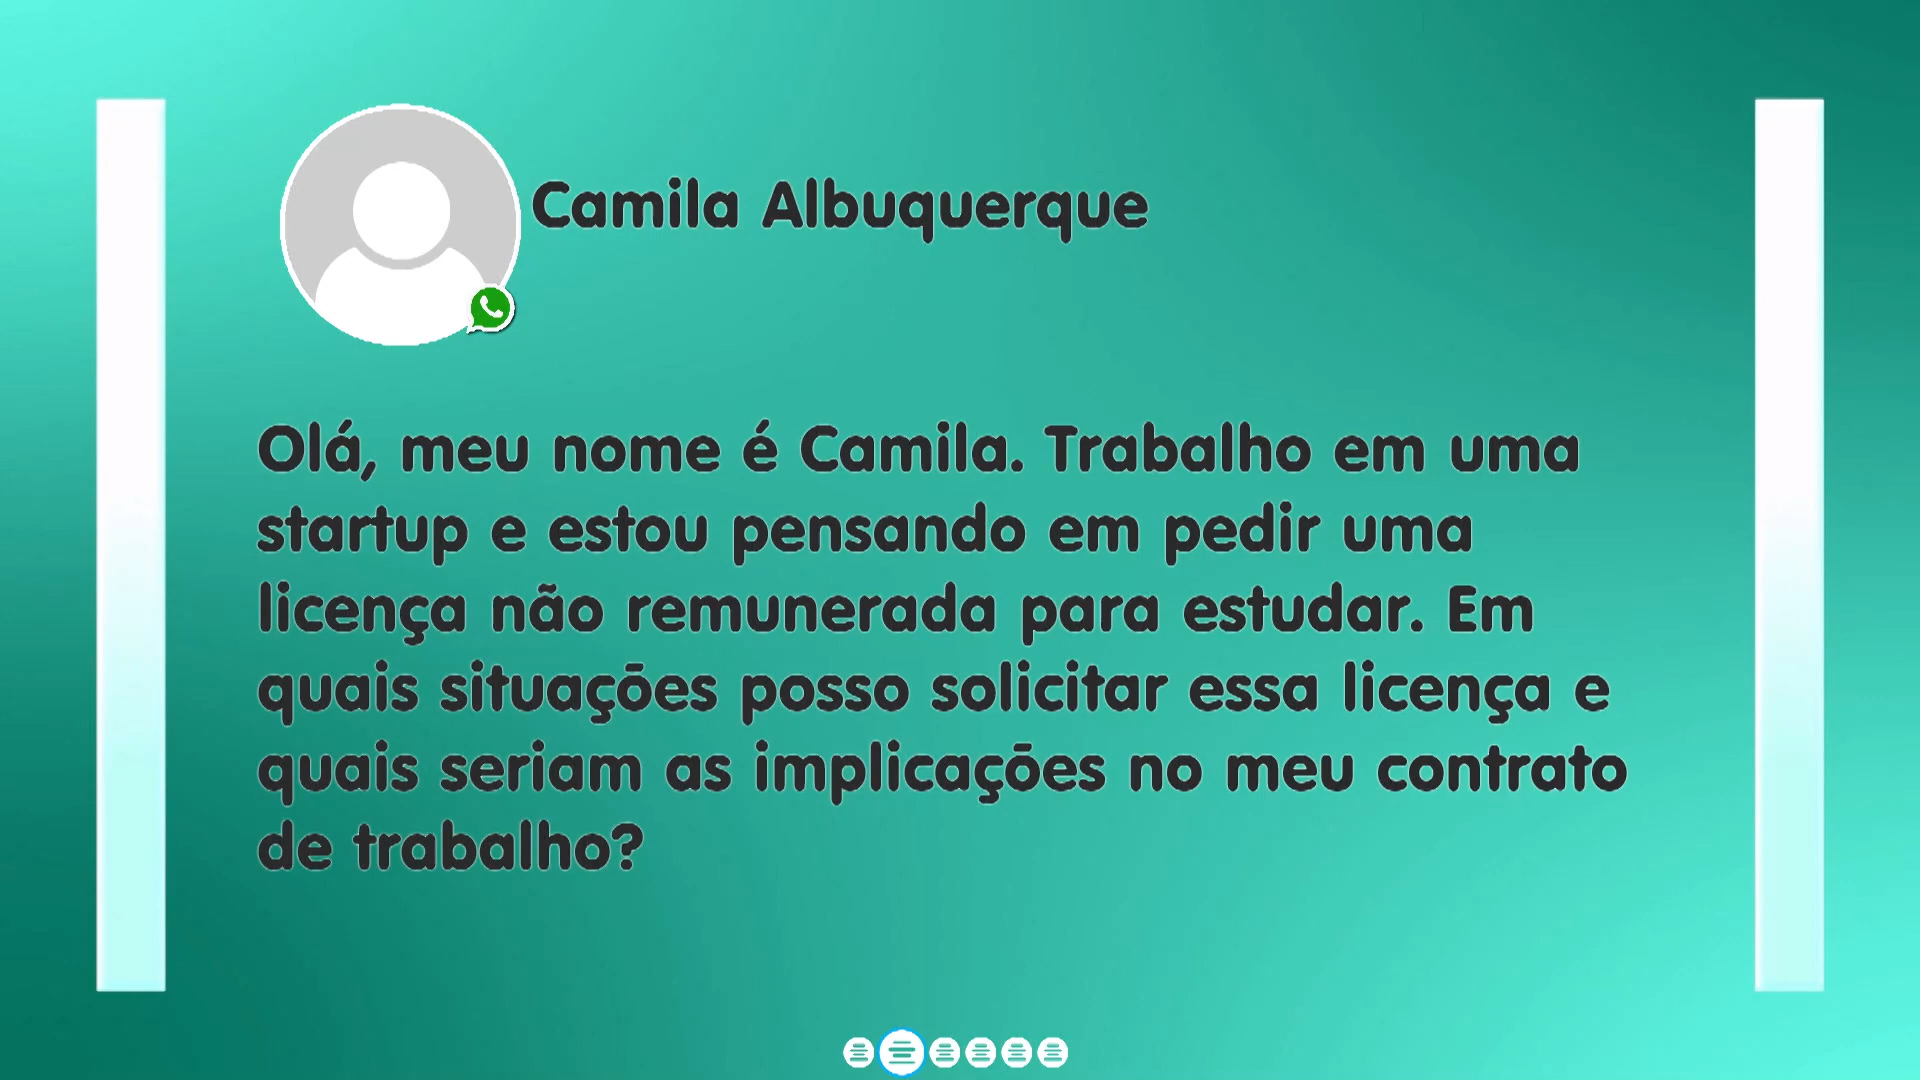 Camila Albuquerque
Olá, meu nome é Camila. Trabalho em uma
startup e estou pensando em pedir uma
licença não remunerada para estudar. Em
quais situações posso solicitar essa licença e
quais seriam as implicações no meu contrato
de trabalho?